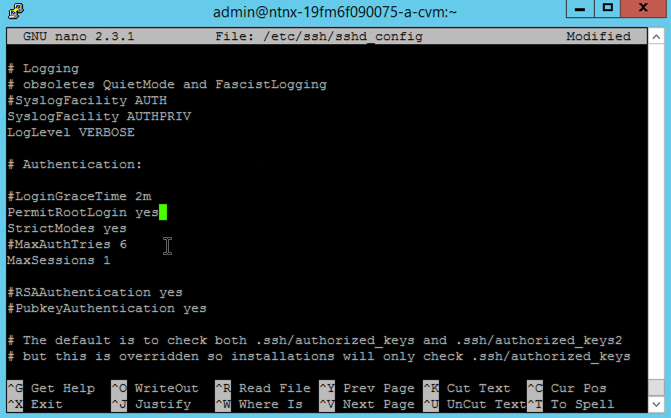 admin@ntnx-19fm6f090075-a-cvm:~
GNU nano 2.3.1 File: /etc/ssh/sshd_config Modified
# Logging
# obsoletes QuietMode and FascistLogging
#SyslogFacility AUTH
SyslogFacility AUTHPRIV
LogLevel VERBOSE
# Authentication:
#LoginGraceTime 2m
PermitRootLogin yes
StrictModes yes
#MaxAuthTries 6
MaxSessions 1
#RSAAuthentication yes
#PubkeyAuthentication yes
# The default is to check both .ssh/authorized_keys and .ssh/authorized_keys2
# but this is overridden so installations will only check .ssh/authorized_keys
^G Get Help ^O WriteOut ^R Read File ^Y Prev Page ^K Cut Text ^C Cur Pos
^X Exit ^J Justify ^W Where Is ^V Next Page ^U UnCut Text ^T To Spell